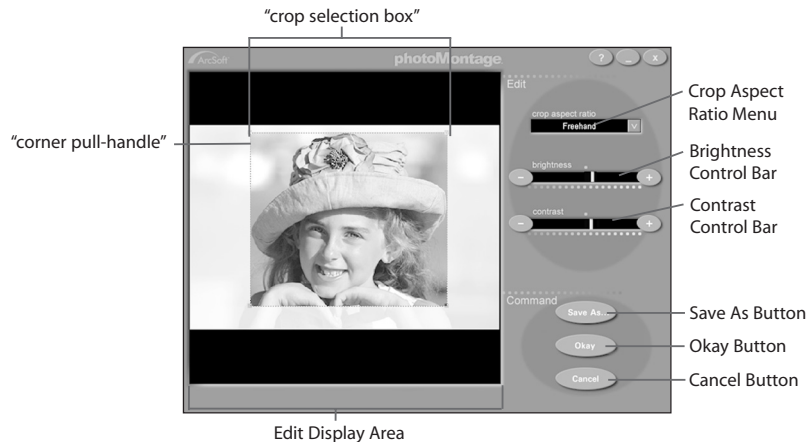 “crop selection box”
ArcSoft
photoMontage
? _ x
Edit
crop aspect ratio
Freehand
V
Crop Aspect
Ratio Menu
“corner pull-handle”
brightness
- +
Brightness
Control Bar
contrast
- +
Contrast
Control Bar
Command
Save As...
Save As Button
Okay
Okay Button
Cancel
Cancel Button
Edit Display Area